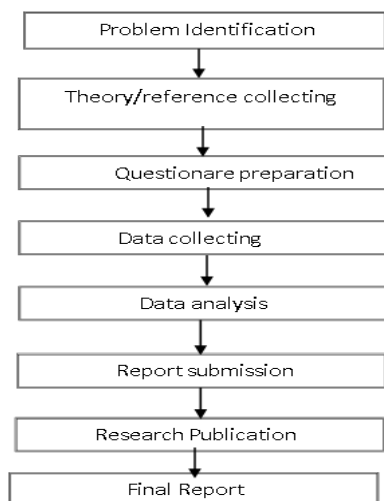 Problem Identification
Theory/reference collecting
Questionare preparation
Data collecting
Data analysis
Report submission
Research Publication
Final Report